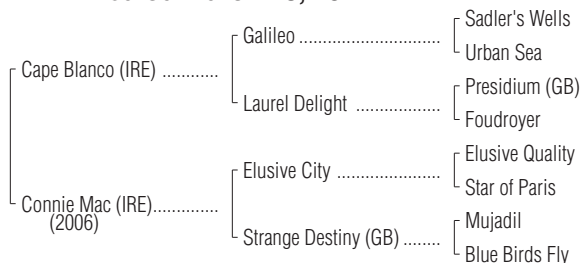 Sadler's Wells
Galileo ..............................
Urban Sea
Cape Blanco (IRE) ............
Presidium (GB)
Laurel Delight ..................
Foudroyer
Elusive Quality
Elusive City ......................
Star of Paris
Connie Mac (IRE).............
(2006)
Mujadil
Strange Destiny (GB) ........
Blue Birds Fly